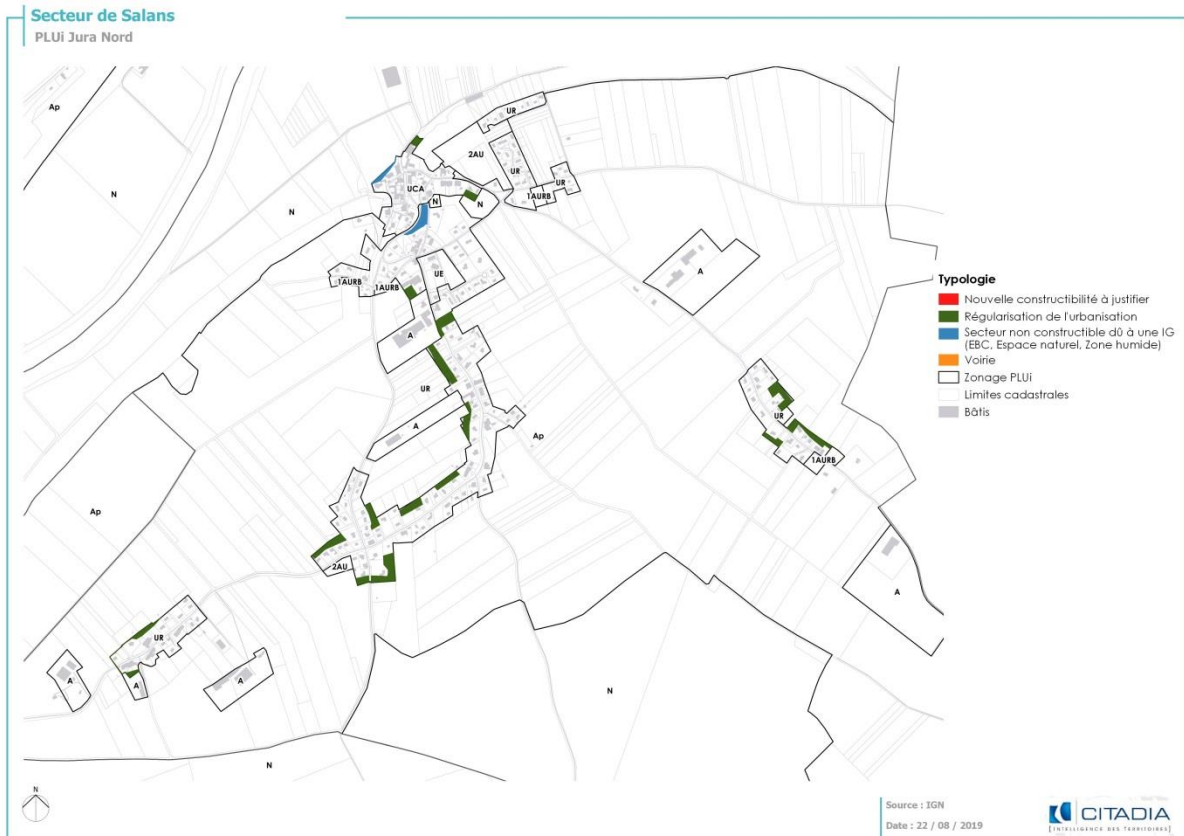 Secteur de Salans
PLUi Jura Nord
Ap
UR
2AU
UR
N
UCA
UR
1AURB
N
N
N
1AURB
1AURB
UE
A
A
UR
A
Ap
UR
1AURB
Ap
2AU
A
UR
A
A
A
N
N
Typologie
Nouvelle constructibilité à justifier
Régularisation de l'urbanisation
Secteur non constructible dû à une IG
(EBC, Espace naturel, Zone humide)
Voirie
Zonage PLUi
Limites cadastrales
Bâtis
N
Source : IGN
Date : 22 / 08 / 2019
CITADIA
[INTELLIGENCE DES TERRITOIRES]